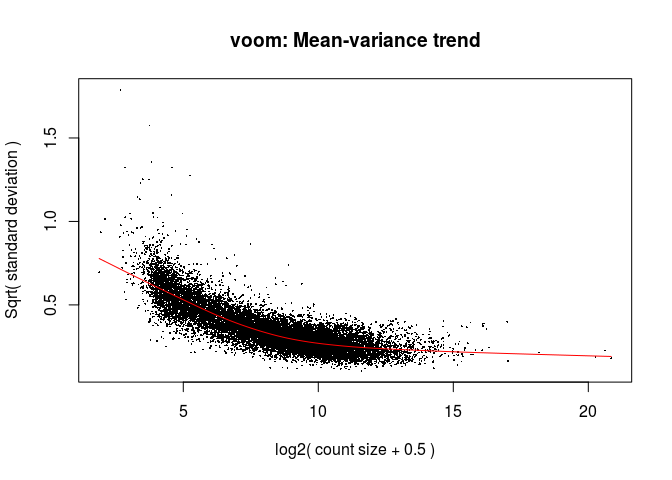 voom: Mean-variance trend
Sqrt( standard deviation )
1.5
1.0
0.5
5 10 15 20
log2( count size + 0.5 )